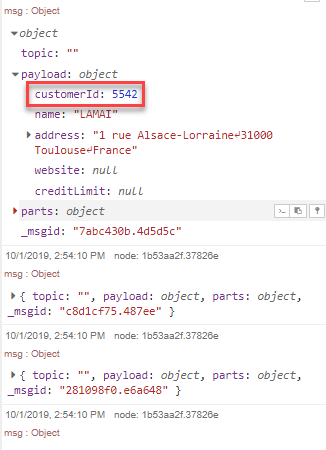 msg : Object
object
topic: ""
payload: object
customerId: 5542
name: "LAMAI"
address: "1 rue Alsace-Lorraine↵31000
Toulouse↵France"
website: null
creditLimit: null
parts: object
_msgid: "7abc430b.4d5d5c"
10/1/2019, 2:54:10 PM node: 1b53aa2f.37826e
msg : Object
{ topic: "", payload: object, parts: object,
_msgid: "c8d1cf75.487ee" }
10/1/2019, 2:54:10 PM node: 1b53aa2f.37826e
msg : Object
{ topic: "", payload: object, parts: object,
_msgid: "281098f0.e6a648" }
10/1/2019, 2:54:10 PM node: 1b53aa2f.37826e
msg : Object